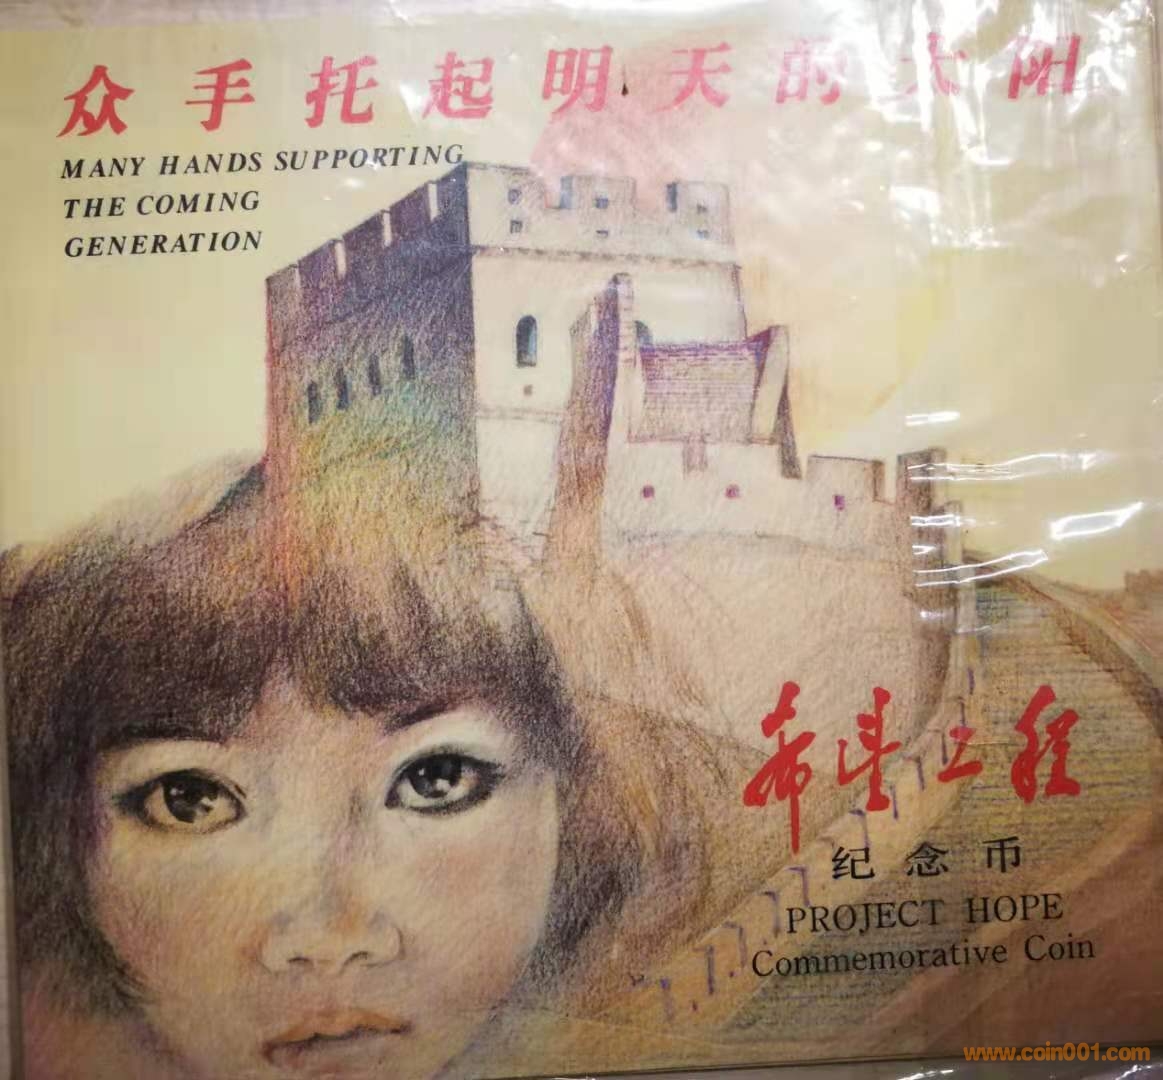 众手托起明天的太阳
MANY HANDS SUPPORTING
THE COMING
GENERATION
希望工程
纪念币
PROJECT HOPE
Commemorative Coin
www.coin001.com